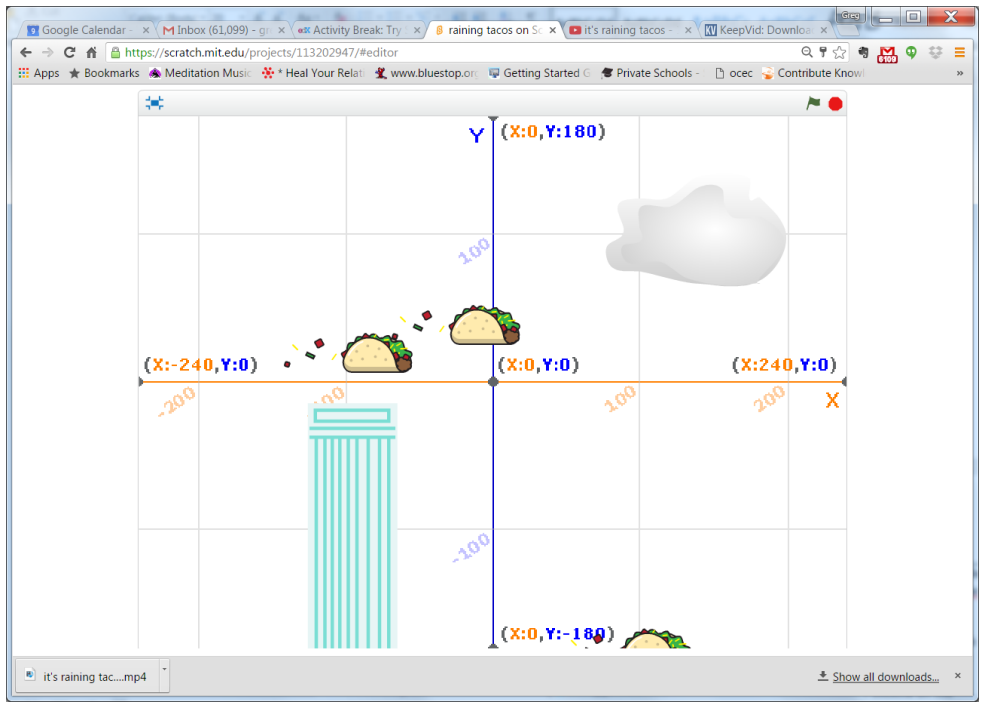 Greg
Google Calendar - Inbox (61,099) - gr Activity Break: Try raining tacos on Sc it's raining tacos - KeepVid: Downloa
https://scratch.mit.edu/projects/113202947/#editor
6100
Apps Bookmarks Meditation Music * Heal Your Relat www.bluestop.org Getting Started G Private Schools - ocec Contribute Knowl »
Y (X:0,Y:180)
100
(X:-240,Y:0) (X:0,Y:0) (X:240,Y:0)
-200 100 200 X
-100
(X:0,Y:-180)
it's raining tac....mp4 Show all downloads...